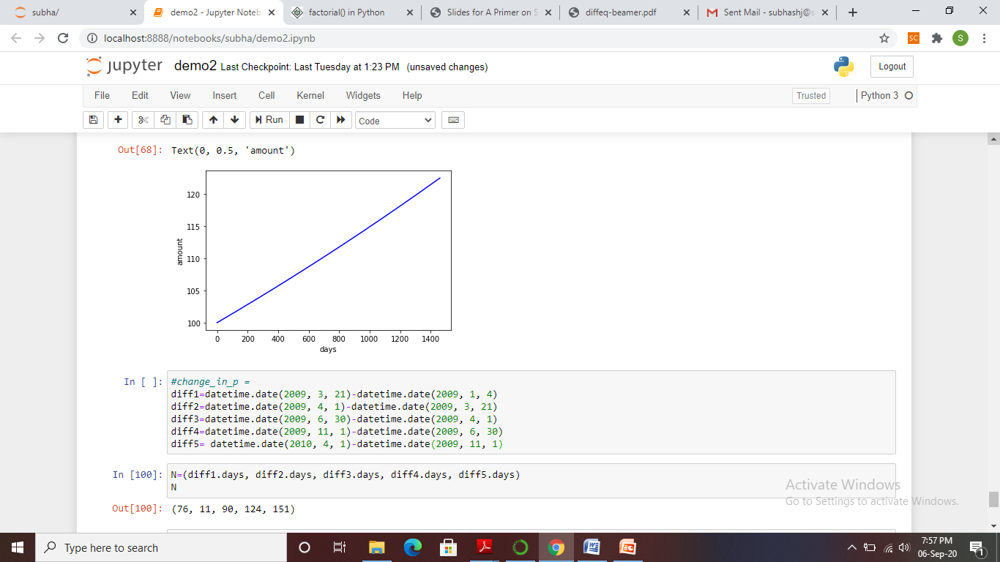 subha/
demo2 - Jupyter Noteb
factorial() in Python
Slides for A Primer on S
diffeq-beamer.pdf
Sent Mail - subhashj@s
localhost:8888/notebooks/subha/demo2.ipynb
SC
S
jupyter demo2 Last Checkpoint: Last Tuesday at 1:23 PM (unsaved changes)
Logout
File Edit View Insert Cell Kernel Widgets Help
Trusted
Python 3
Run
Code
Out[68]: Text(0, 0.5, 'amount')
120
115
110
105
100
amount
0 200 400 600 800 1000 1200 1400
days
In [ ]: #change_in_p =
diff1=datetime.date(2009, 3, 21)-datetime.date(2009, 1, 4)
diff2=datetime.date(2009, 4, 1)-datetime.date(2009, 3, 21)
diff3=datetime.date(2009, 6, 30)-datetime.date(2009, 4, 1)
diff4=datetime.date(2009, 11, 1)-datetime.date(2009, 6, 30)
diff5= datetime.date(2010, 4, 1)-datetime.date(2009, 11, 1)
In [100]: N=(diff1.days, diff2.days, diff3.days, diff4.days, diff5.days)
N
Out[100]: (76, 11, 90, 124, 151)
Activate Windows
Go to Settings to activate Windows.
Type here to search
7:57 PM
06-Sep-20
1